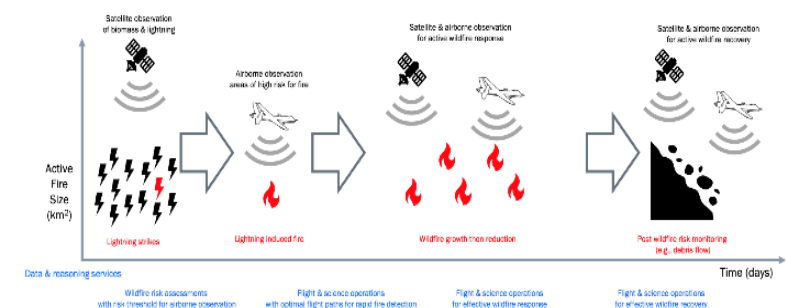 Satellite observation
of biomass & lightning
Airborne observation
areas of high risk for fire
Satellite & airborne observation
for active wildfire response
Satellite & airborne observation
for active wildfire recovery
Active
Fire
Size
(km²)
Lightning strikes
Lightning induced fire
Wildfire growth then reduction
Post wildfire risk monitoring
(e.g., debris flow)
Time (days)
Data & reasoning services
Wildfire risk assessments
with risk threshold for airborne observation
Flight & science operations
with optimal flight paths for rapid fire detection
Flight & science operations
for effective wildfire response
Flight & science operations
for effective wildfire recovery